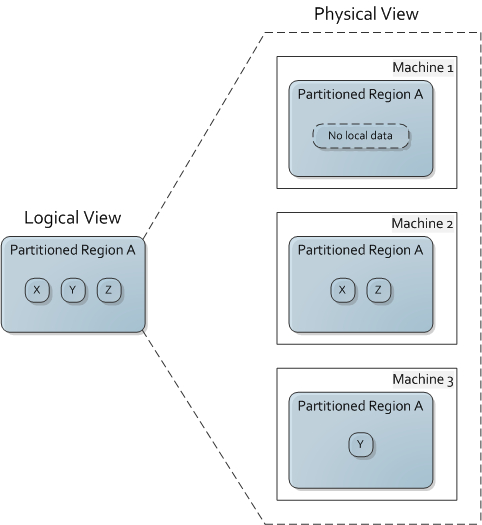 Physical View
Machine 1
Partitioned Region A
No local data
Logical View
Partitioned Region A
X Y Z
Machine 2
Partitioned Region A
X Z
Machine 3
Partitioned Region A
Y